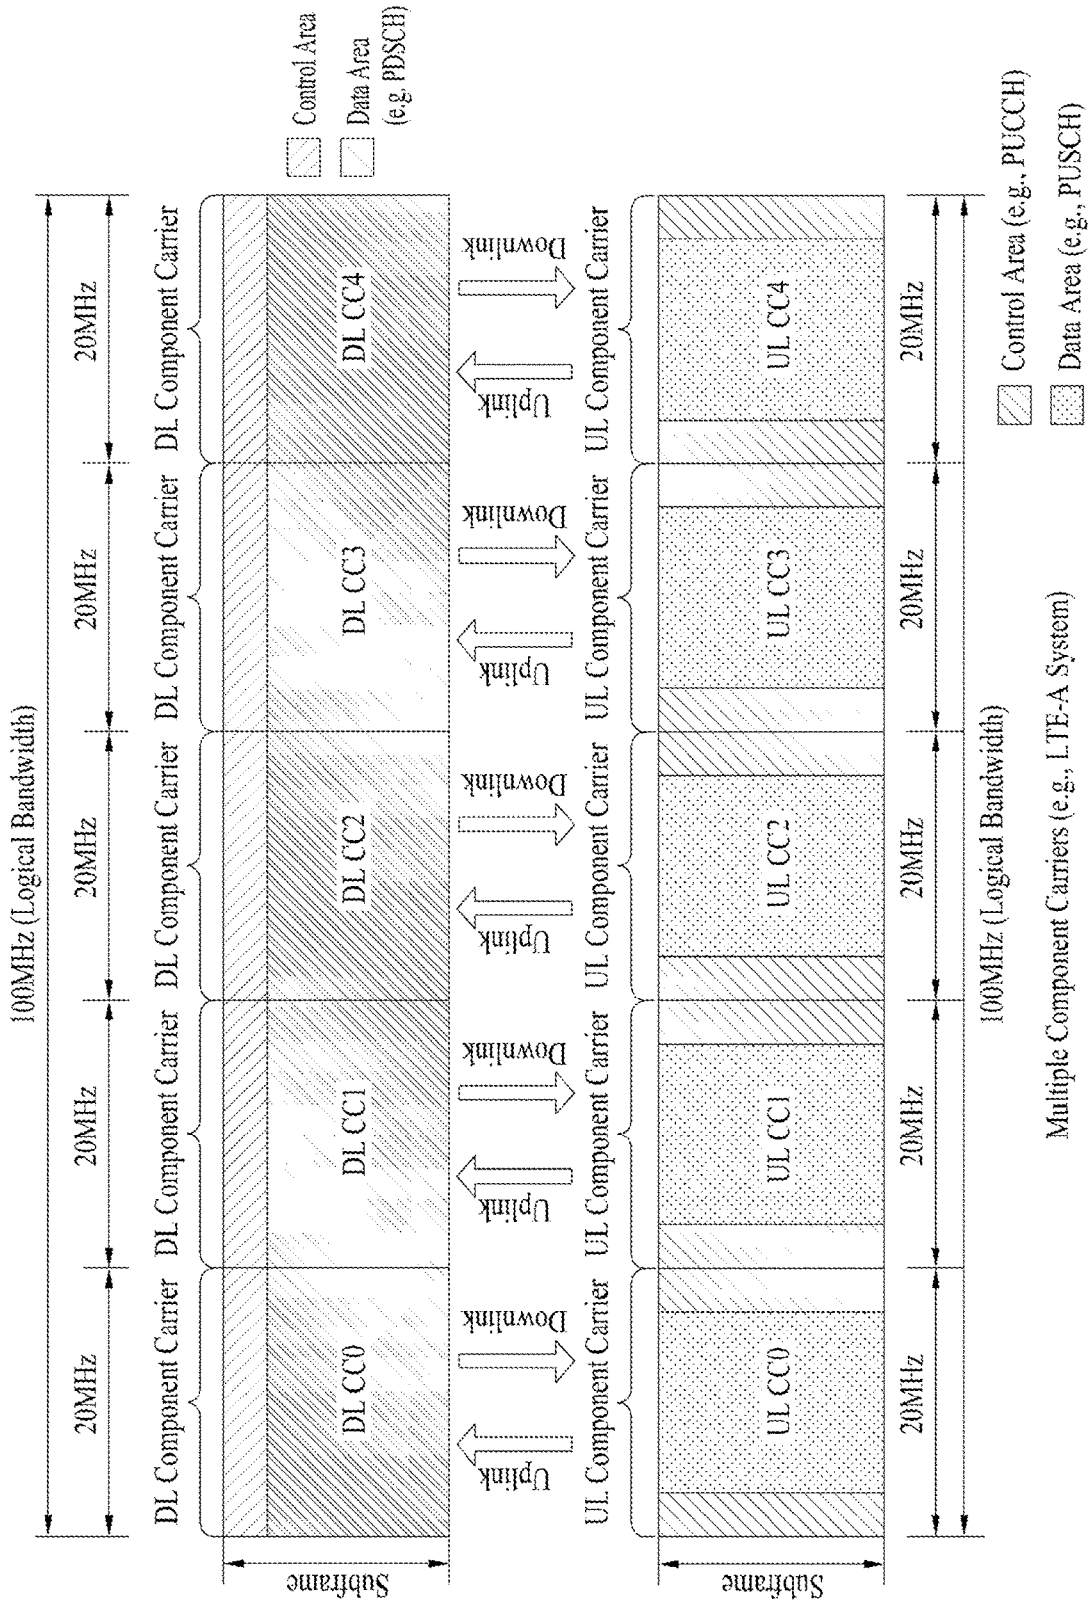 100MHz (Logical Bandwidth)
20MHz
20MHz
20MHz
20MHz
20MHz
DL Component Carrier
DL Component Carrier
DL Component Carrier
DL Component Carrier
DL Component Carrier
Subframe
DL CC0
DL CC1
DL CC2
DL CC3
DL CC4
Control Area
Data Area
(e.g. PDSCH)
Uplink
Downlink
Uplink
Downlink
Uplink
Downlink
Uplink
Downlink
Uplink
Downlink
UL Component Carrier
UL Component Carrier
UL Component Carrier
UL Component Carrier
UL Component Carrier
Subframe
UL CC0
UL CC1
UL CC2
UL CC3
UL CC4
20MHz
20MHz
20MHz
20MHz
20MHz
100MHz (Logical Bandwidth)
Control Area (e.g., PUCCH)
Data Area (e.g., PUSCH)
Multiple Component Carriers (e.g., LTE-A System)